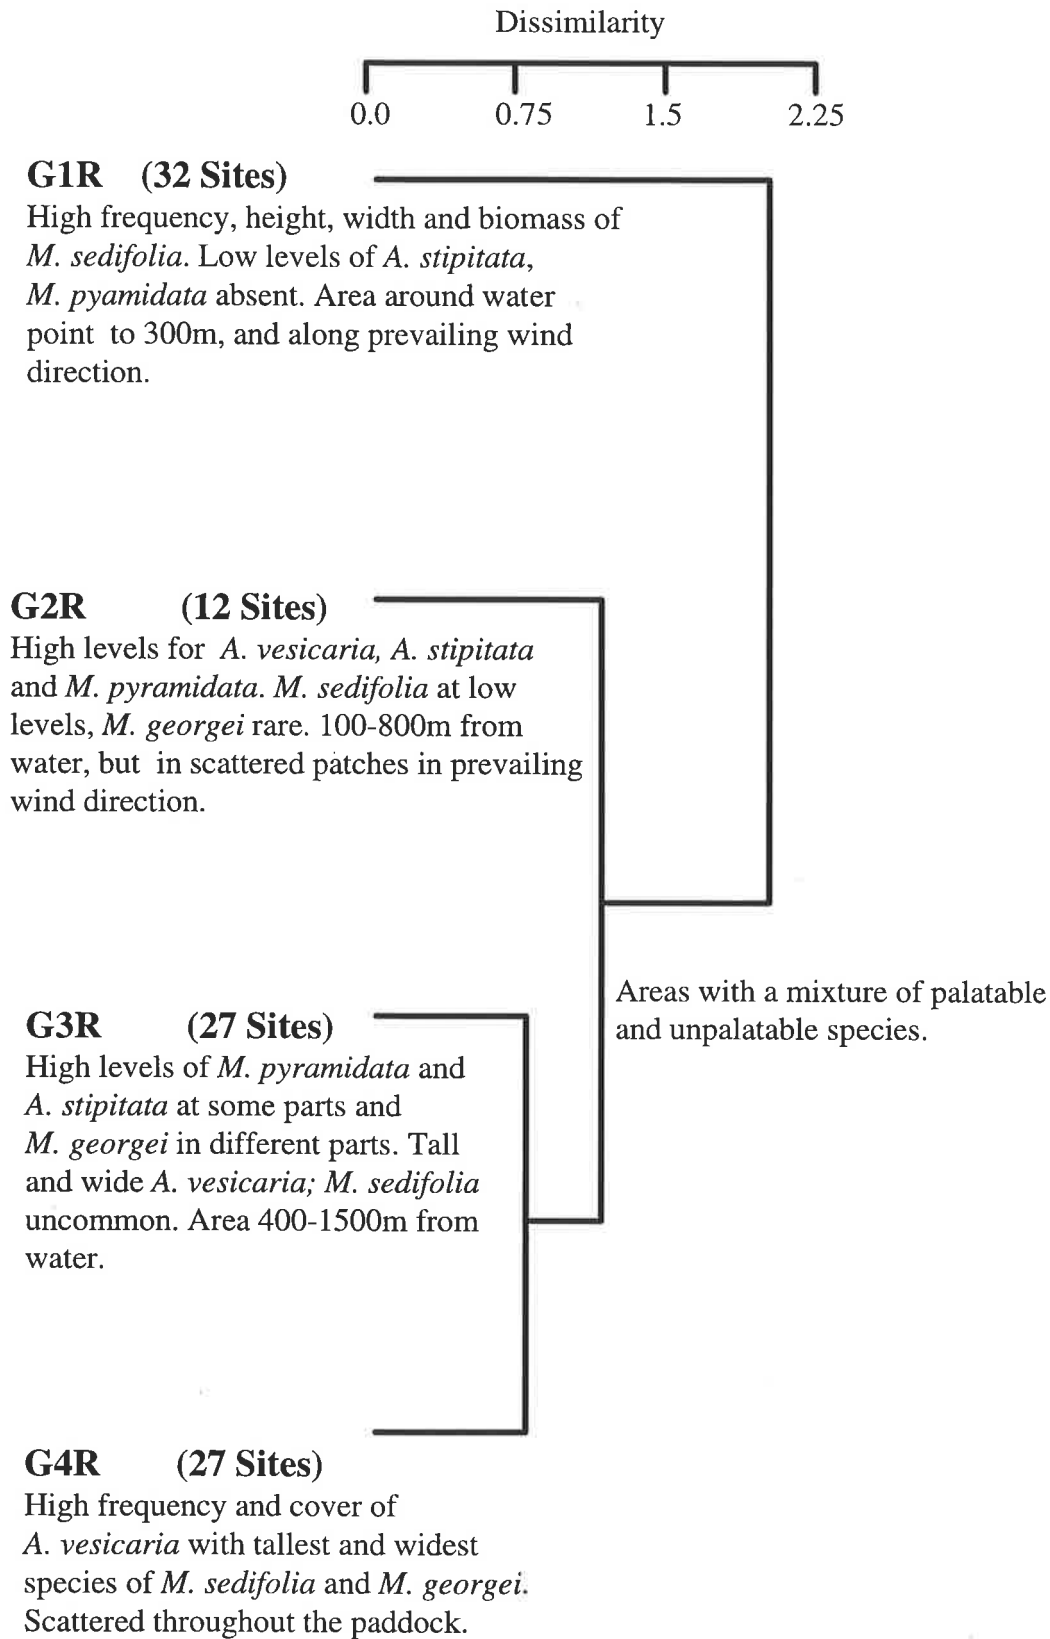 Dissimilarity
0.0 0.75 1.5 2.25
G1R (32 Sites)
High frequency, height, width and biomass of
M. sedifolia. Low levels of A. stipitata,
M. pyamidata absent. Area around water
point to 300m, and along prevailing wind
direction.
G2R (12 Sites)
High levels for A. vesicaria, A. stipitata
and M. pyramidata. M. sedifolia at low
levels, M. georgei rare. 100-800m from
water, but in scattered patches in prevailing
wind direction.
Areas with a mixture of palatable
and unpalatable species.
G3R (27 Sites)
High levels of M. pyramidata and
A. stipitata at some parts and
M. georgei in different parts. Tall
and wide A. vesicaria; M. sedifolia
uncommon. Area 400-1500m from
water.
G4R (27 Sites)
High frequency and cover of
A. vesicaria with tallest and widest
species of M. sedifolia and M. georgei.
Scattered throughout the paddock.